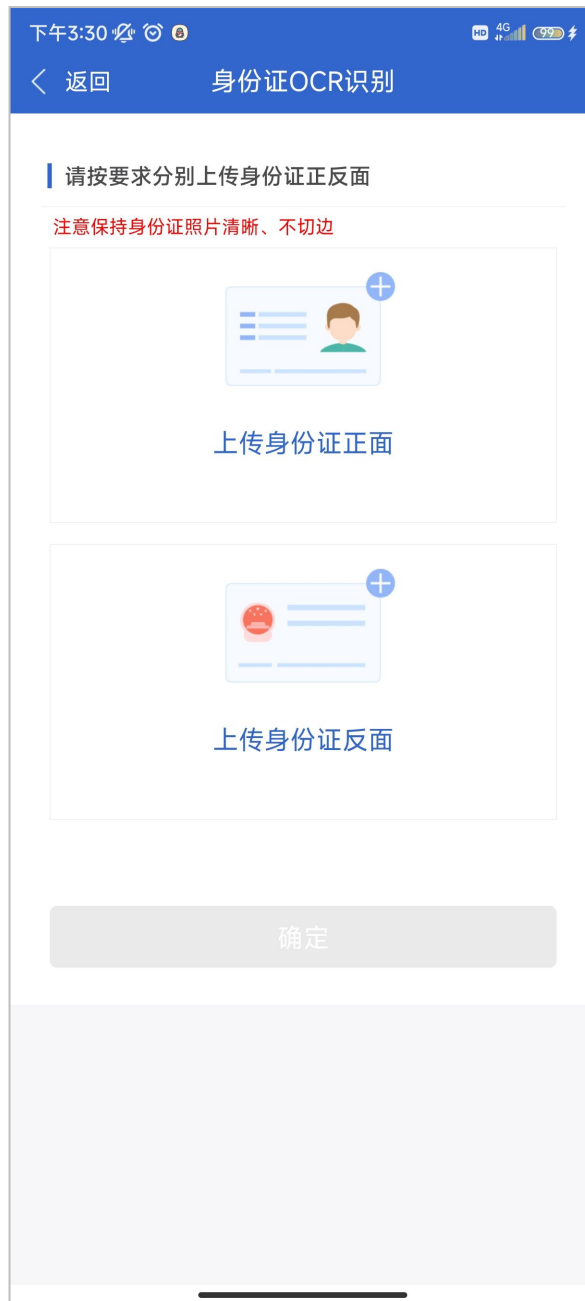 下午3:30
HD 4G 99
返回 身份证OCR识别
请按要求分别上传身份证正反面
注意保持身份证照片清晰、不切边
上传身份证正面
上传身份证反面
确定